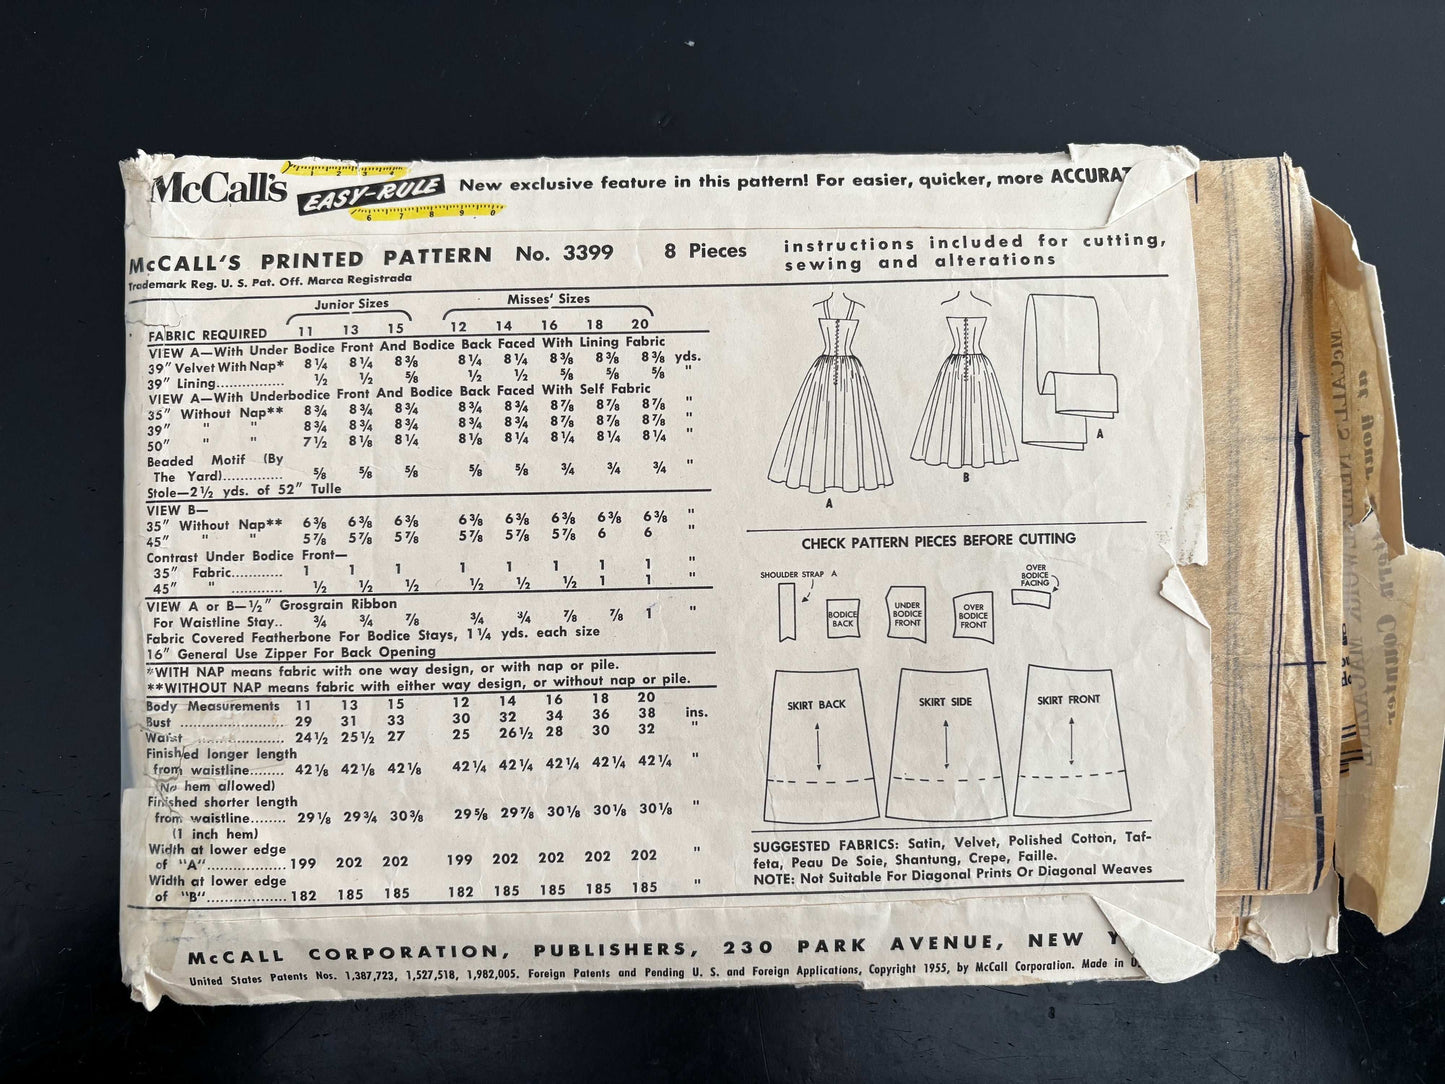 McCall's EASY-RULE New exclusive feature in this pattern! For easier, quicker, more
1 2 3 4
6 7 8 9 0
McCALL'S PRINTED PATTERN No. 3399 8 Pieces instructions included for cutting,
sewing and alterations
Trademark Reg. U. S. Pat. Off. Marca Registrada
Junior Sizes Misses' Sizes
FABRIC REQUIRED 11 13 15 12 14 16 18 20
VIEW A—With Under Bodice Front And Bodice Back Faced With Lining Fabric
39" Velvet With Nap* 8¼ 8¼ 8⅜ 8¼ 8¼ 8⅜ 8⅜ 8⅜ yds.
39" Lining............... ½ ½ ⅝ ½ ½ ⅝ ⅝ ⅝ "
VIEW A—With Underbodice Front And Bodice Back Faced With Self Fabric
35" Without Nap** 8¾ 8¾ 8¾ 8¾ 8¾ 8⅞ 8⅞ 8⅞ "
39" " " 8¾ 8¾ 8¾ 8¾ 8¾ 8⅞ 8⅞ 8⅞ "
50" " " 7½ 8⅛ 8¼ 8⅛ 8¼ 8¼ 8¼ 8¼ "
Beaded Motif (By
The Yard).............. ⅝ ⅝ ⅝ ⅝ ⅝ ¾ ¾ ¾ "
Stole—2½ yds. of 52" Tulle
VIEW B—
35" Without Nap** 6⅜ 6⅜ 6⅜ 6⅜ 6⅜ 6⅜ 6⅜ 6⅜ "
45" " " 5⅞ 5⅞ 5⅞ 5⅞ 5⅞ 5⅞ 6 6 "
Contrast Under Bodice Front—
35" Fabric............ 1 1 1 1 1 1 1 1 "
45" " ............ ½ ½ ½ ½ ½ ½ 1 1 "
VIEW A or B—½" Grosgrain Ribbon
For Waistline Stay.. ¾ ¾ ⅞ ¾ ¾ ⅞ ⅞ 1 "
Fabric Covered Featherbone For Bodice Stays, 1¼ yds. each size
16" General Use Zipper For Back Opening
*WITH NAP means fabric with one way design, or with nap or pile.
**WITHOUT NAP means fabric with either way design, or without nap or pile.
Body Measurements 11 13 15 12 14 16 18 20
Bust ...................... 29 31 33 30 32 34 36 38 ins.
Waist ..................... 24½ 25½ 27 25 26½ 28 30 32 "
Finished longer length
from waistline........ 42⅛ 42⅛ 42⅛ 42¼ 42¼ 42¼ 42¼ 42¼ "
(No hem allowed)
Finished shorter length
from waistline........ 29⅛ 29¾ 30⅜ 29⅝ 29⅞ 30⅛ 30⅛ 30⅛ "
(1 inch hem)
Width at lower edge
of "A".................. 199 202 202 199 202 202 202 202 "
Width at lower edge
of "B".................. 182 185 185 182 185 185 185 185 "
A
B
A
CHECK PATTERN PIECES BEFORE CUTTING
SHOULDER STRAP A
BODICE
BACK
UNDER
BODICE
FRONT
OVER
BODICE
FRONT
OVER
BODICE
FACING
SKIRT BACK
SKIRT SIDE
SKIRT FRONT
SUGGESTED FABRICS: Satin, Velvet, Polished Cotton, Taf-
feta, Peau De Soie, Shantung, Crepe, Faille.
NOTE: Not Suitable For Diagonal Prints Or Diagonal Weaves
McCALL CORPORATION, PUBLISHERS, 230 PARK AVENUE, NEW
United States Patents Nos. 1,387,723, 1,527,518, 1,982,005. Foreign Patents and Pending U. S. and Foreign Applications, Copyright 1955, by McCall Corporation. Made in